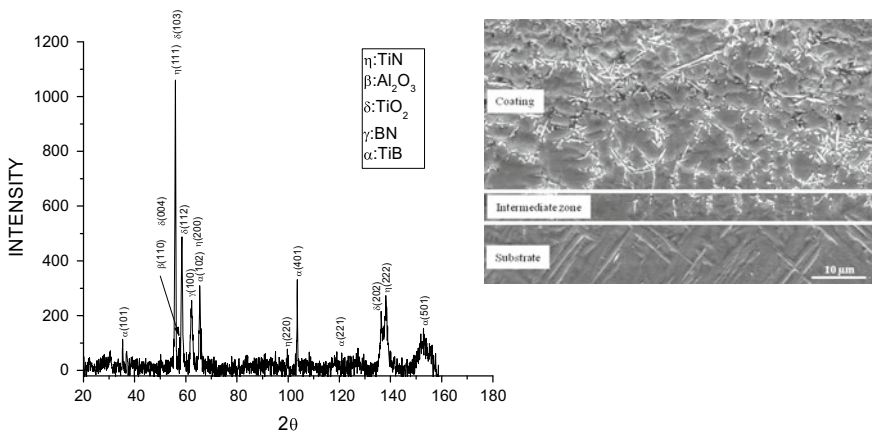 1200
1000
800
600
400
200
0
INTENSITY
20 40 60 80 100 120 140 160 180
2θ
η:TiN
β:Al₂O₃
δ:TiO₂
γ:BN
α:TiB
α(101)
β(110) δ(004)
η(111) δ(103)
δ(112)
γ(100)
α(102) η(200)
η(220)
α(401)
α(221)
δ(202)
η(222)
α(501)
Coating
Intermediate zone
Substrate
10 μm